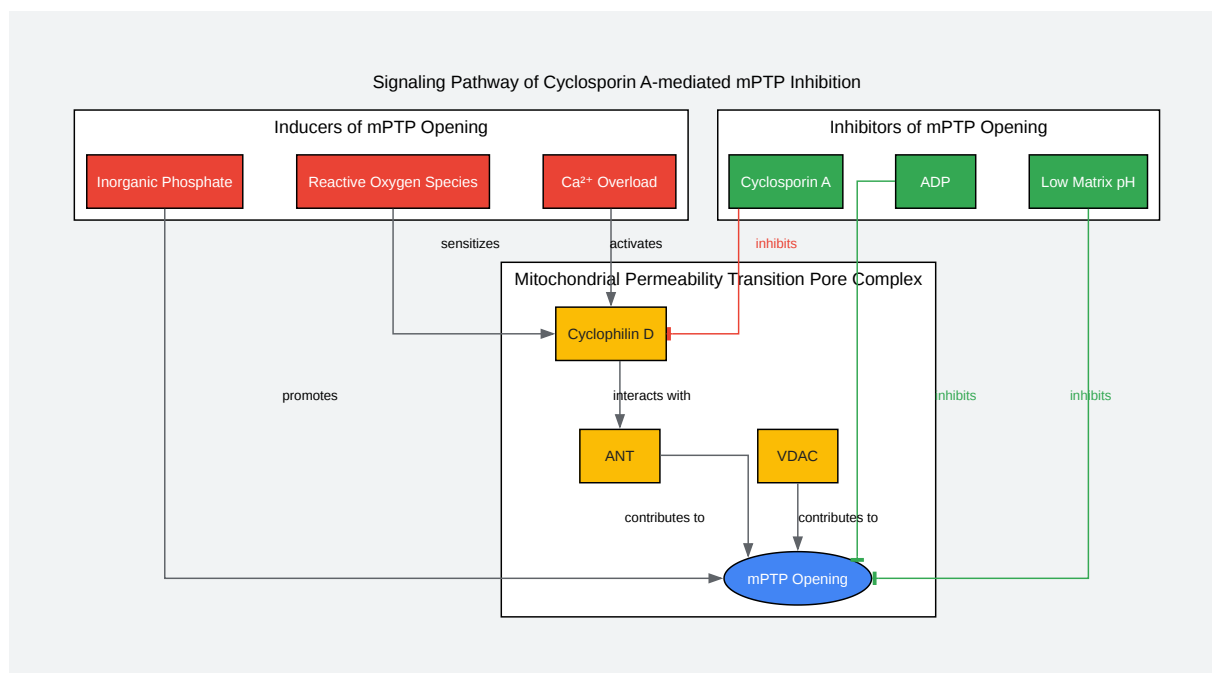 Signaling Pathway of Cyclosporin A-mediated mPTP Inhibition
Inducers of mPTP Opening
Inhibitors of mPTP Opening
Inorganic Phosphate
Reactive Oxygen Species
Ca²⁺ Overload
Cyclosporin A
ADP
Low Matrix pH
sensitizes
activates
inhibits
Mitochondrial Permeability Transition Pore Complex
Cyclophilin D
promotes
interacts with
inhibits
inhibits
ANT
VDAC
contributes to
contributes to
mPTP Opening